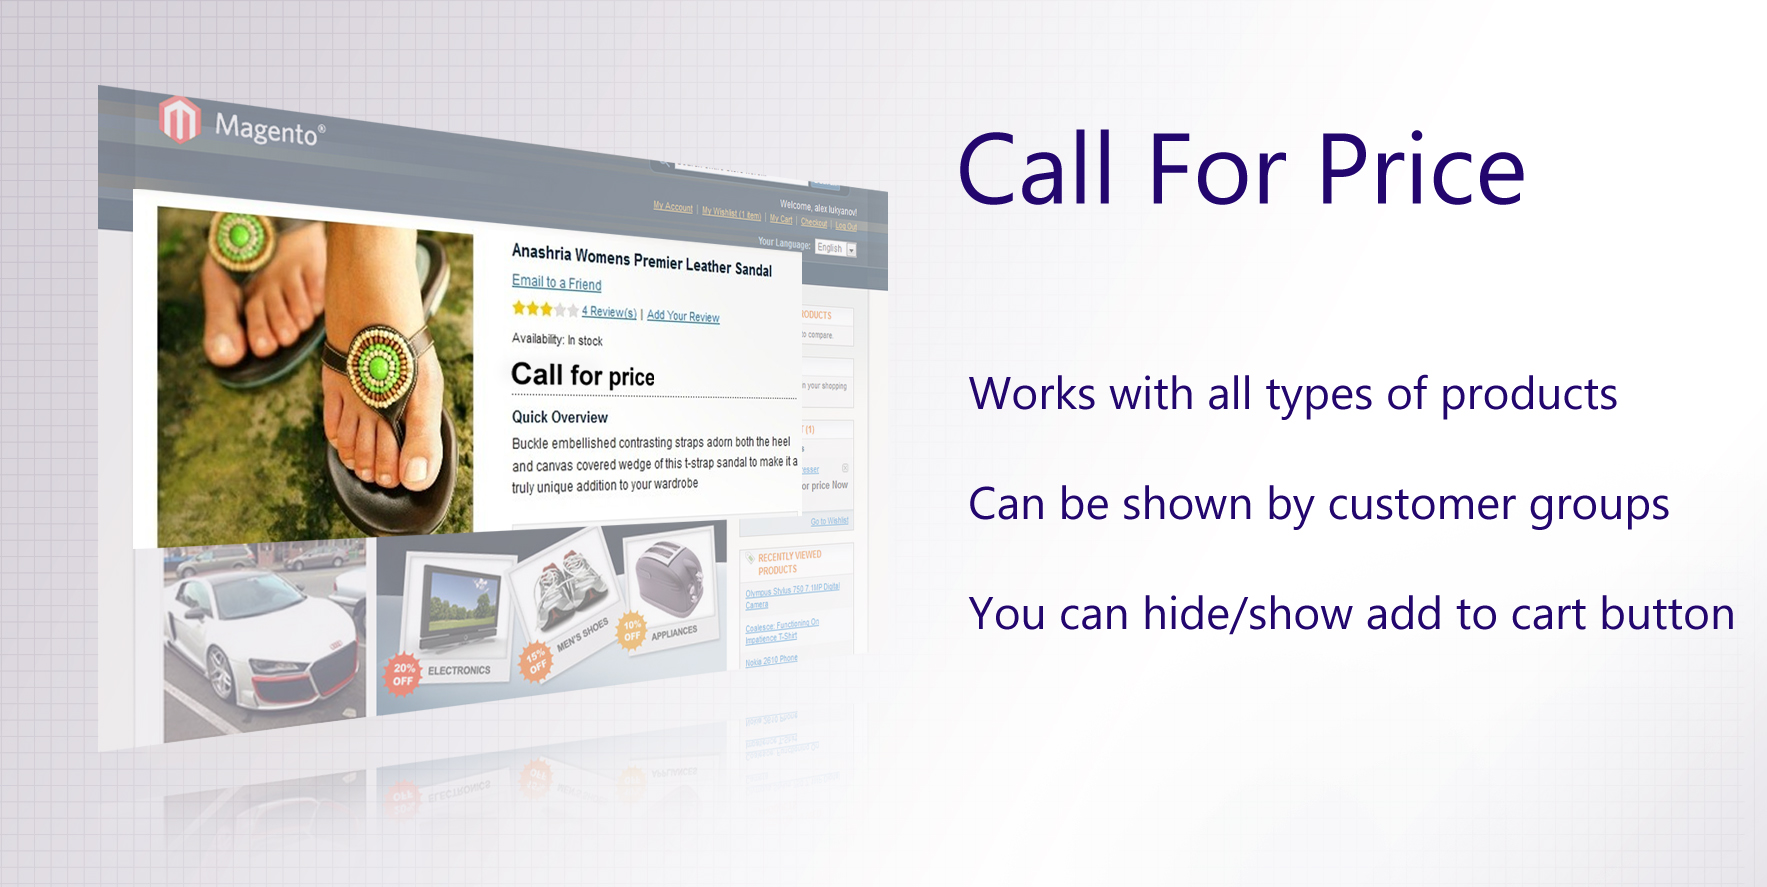 Magento®
Welcome, alex lukyanov!
My Account | My Wishlist (1 item) | My Cart | Checkout | Log Out
Your Language: English
Anashria Womens Premier Leather Sandal
Email to a Friend
4 Review(s) | Add Your Review
Availability: In stock
Call for price
Quick Overview
Buckle embellished contrasting straps adorn both the heel
and canvas covered wedge of this t-strap sandal to make it a
truly unique addition to your wardrobe
ODUCTS
to compare.
n your shopping
T (1)
esser
or price Now
Go to Wishlist
RECENTLY VIEWED
PRODUCTS
Olympus Stylus 750 7.1MP Digital
Camera
Coalesce: Functioning On
Impatience T-Shirt
Nokia 2610 Phone
20%
OFF
ELECTRONICS
15%
OFF
MEN'S SHOES
10%
OFF
APPLIANCES
Call For Price
Works with all types of products
Can be shown by customer groups
You can hide/show add to cart button